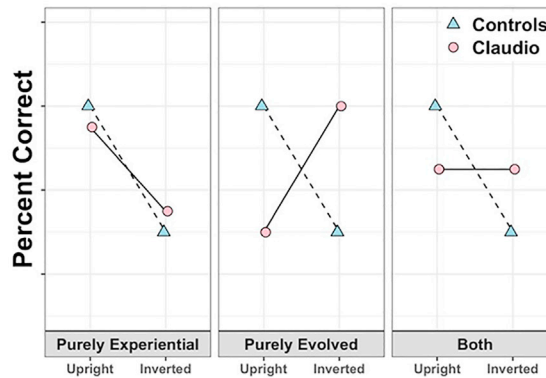 Controls
Claudio
Percent Correct
Purely Experiential
Purely Evolved
Both
Upright Inverted
Upright Inverted
Upright Inverted